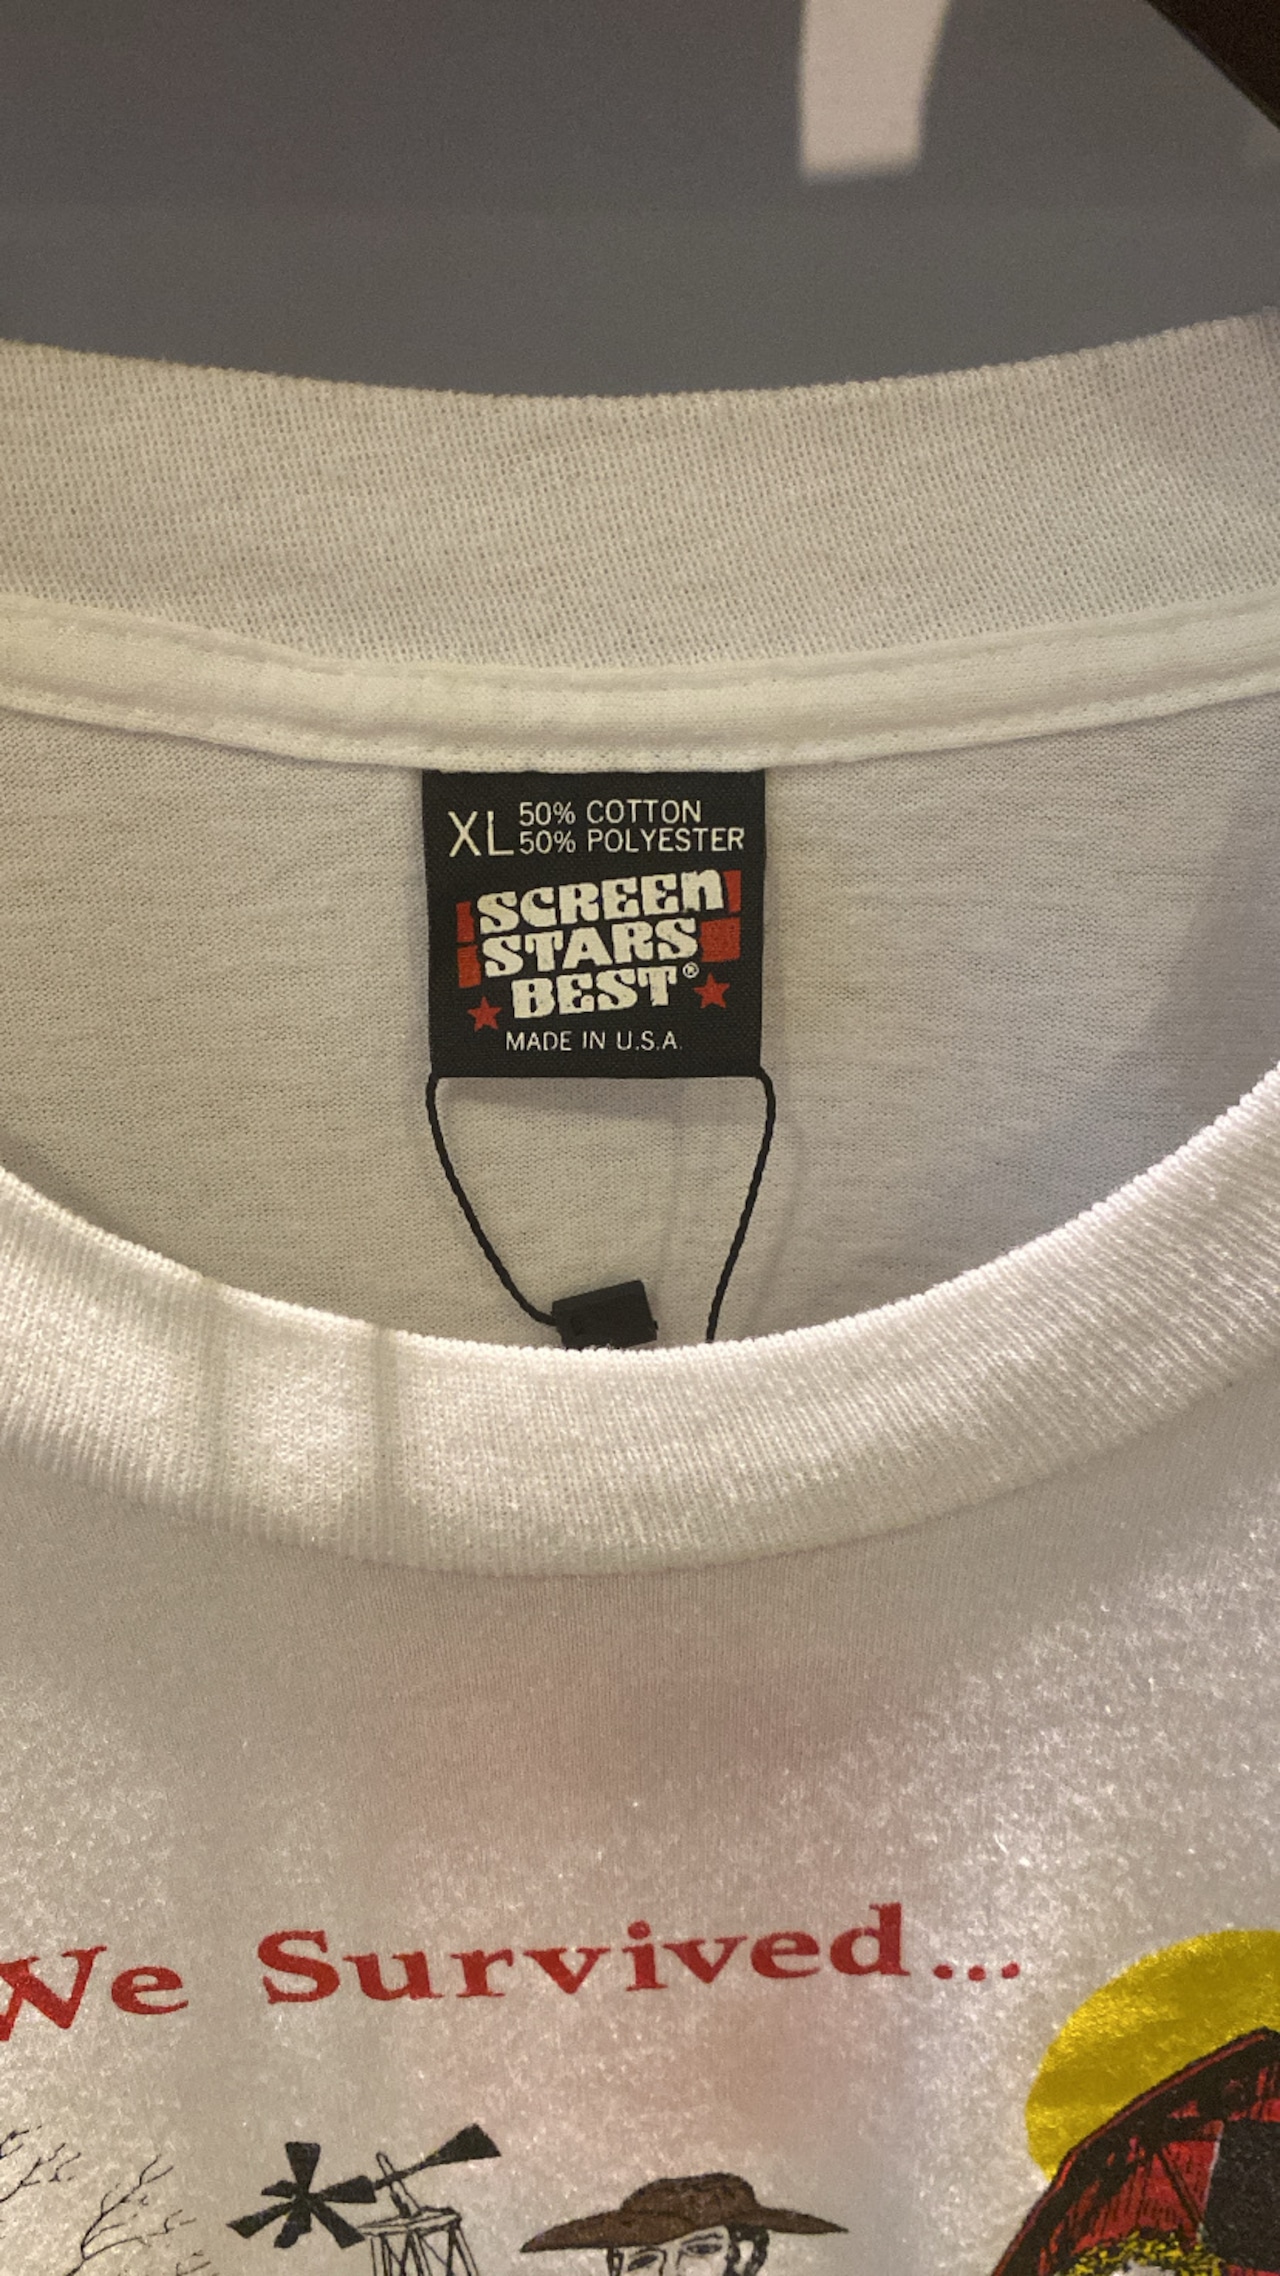 XL 50% COTTON
50% POLYESTER
SCREEN
STARS
BEST®
MADE IN U.S.A.
We Survived...